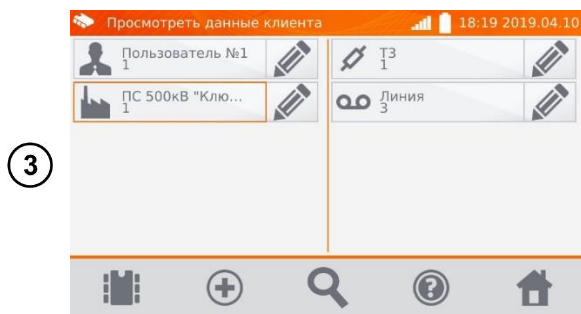 Просмотреть данные клиента 18:19 2019.04.10
Пользователь №1
1
ПС 500кВ "Клю...
1
Т3
1
Линия
3
3